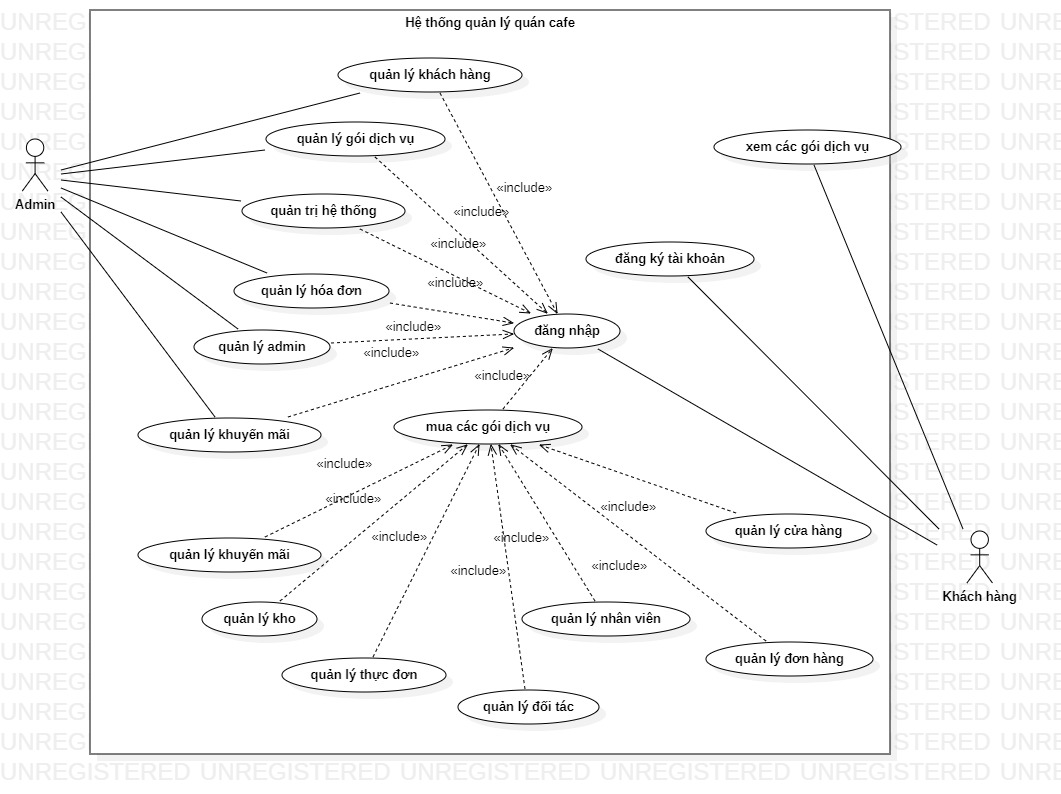 Hệ thống quản lý quán cafe
quản lý khách hàng
quản lý gói dịch vụ
xem các gói dịch vụ
«include»
Admin
quản trị hệ thống
«include»
«include»
đăng ký tài khoản
quản lý hóa đơn
«include»
«include»
đăng nhập
quản lý admin
«include»
«include»
quản lý khuyến mãi
mua các gói dịch vụ
«include»
«include»
«include»
quản lý cửa hàng
«include»
«include»
quản lý khuyến mãi
«include»
«include»
Khách hàng
quản lý kho
quản lý nhân viên
quản lý thực đơn
quản lý đơn hàng
quản lý đối tác
UNREGISTERED UNREGISTERED UNREGISTERED UNREGISTERED UNREGISTERED UNRE